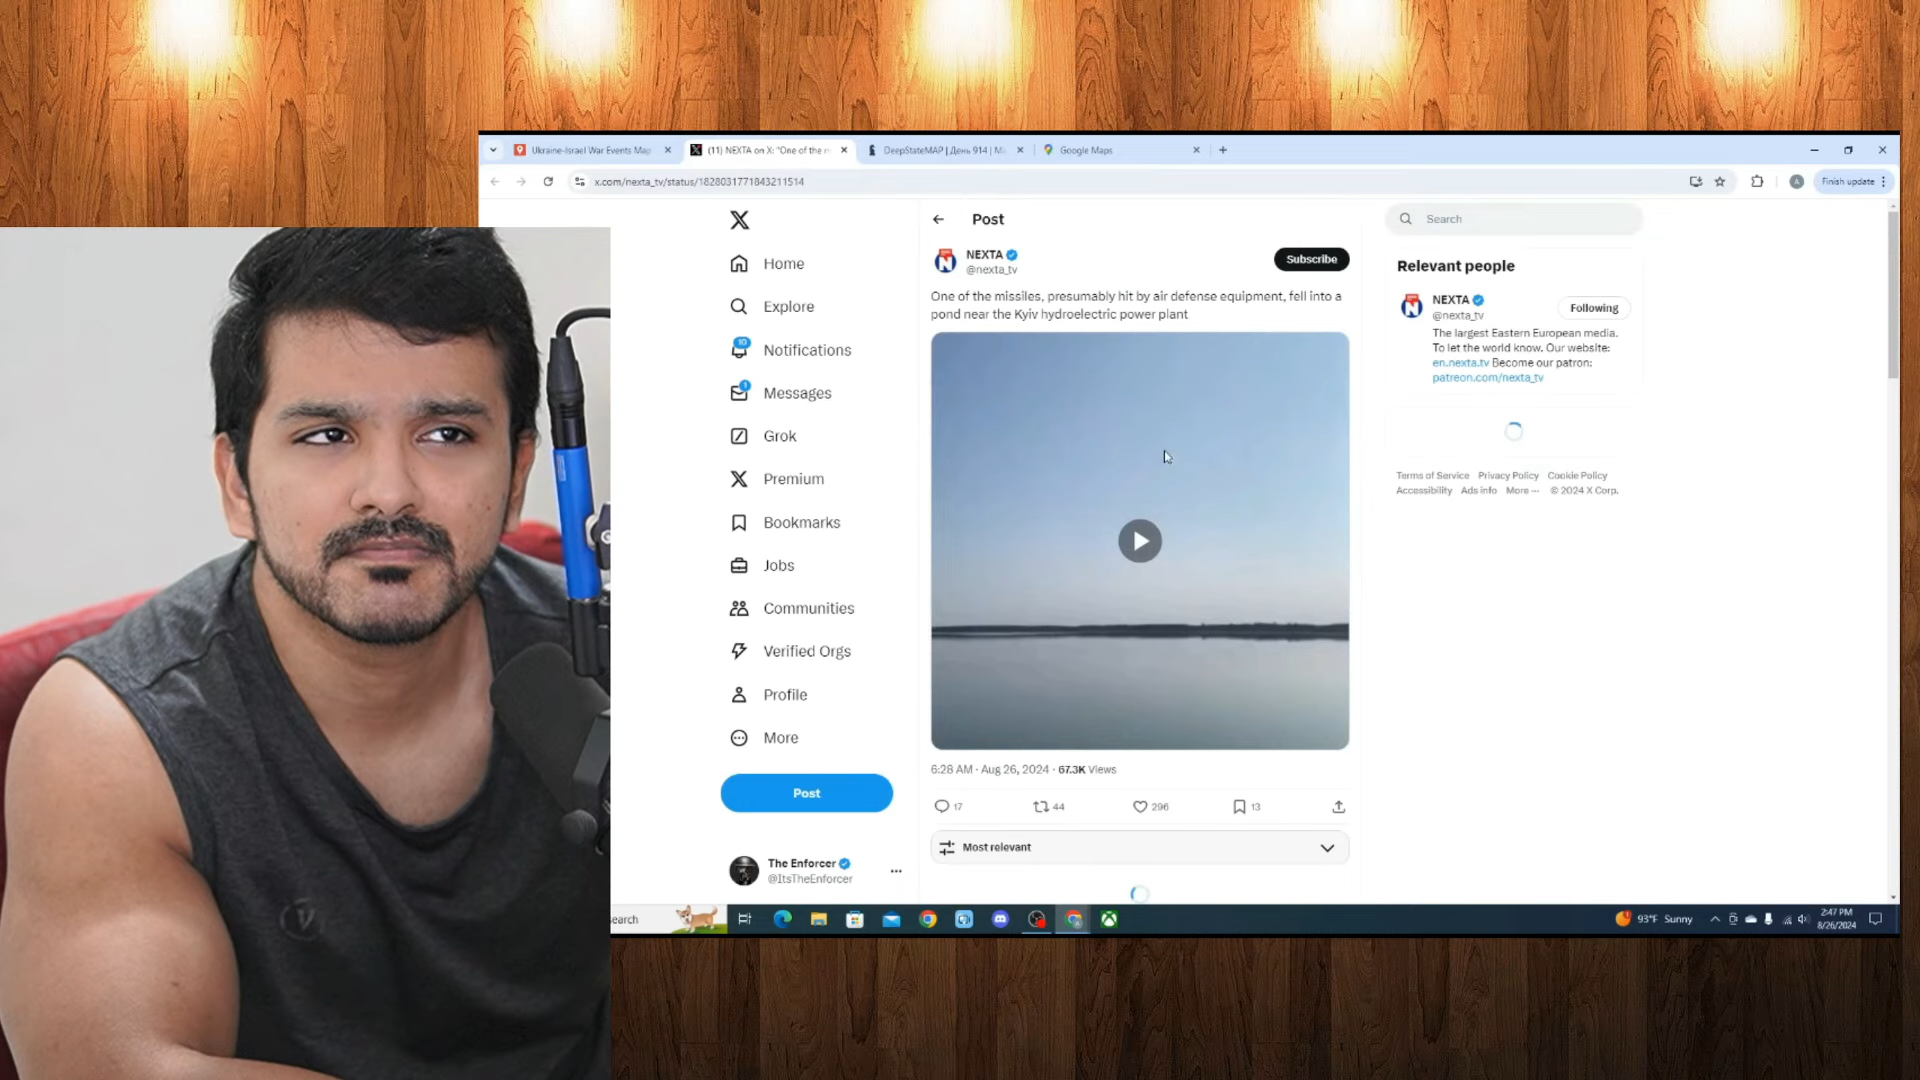 Ukraine-Israel War Events Map
(11) NEXTA on X: "One of the m
DeepStateMAP | День 914 | М
Google Maps
x.com/nexta_tv/status/1828031771843211514
Finish update
Home
Explore
10
Notifications
1
Messages
Grok
Premium
Bookmarks
Jobs
Communities
Verified Orgs
Profile
More
Post
The Enforcer
@ItsTheEnforcer
Post
NEXTA
@nexta_tv
Subscribe
One of the missiles, presumably hit by air defense equipment, fell into a
pond near the Kyiv hydroelectric power plant
6:28 AM · Aug 26, 2024 · 67.3K Views
17
44
296
13
Most relevant
Search
Relevant people
NEXTA
@nexta_tv
Following
The largest Eastern European media.
To let the world know. Our website:
en.nexta.tv Become our patron:
patreon.com/nexta_tv
Terms of Service Privacy Policy Cookie Policy
Accessibility Ads info More ··· © 2024 X Corp.
earch
93°F Sunny
2:47 PM
8/26/2024